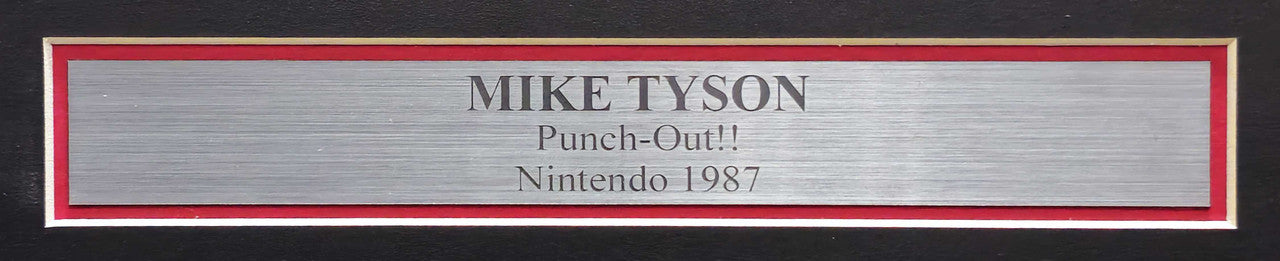 MIKE TYSON
Punch-Out!!
Nintendo 1987